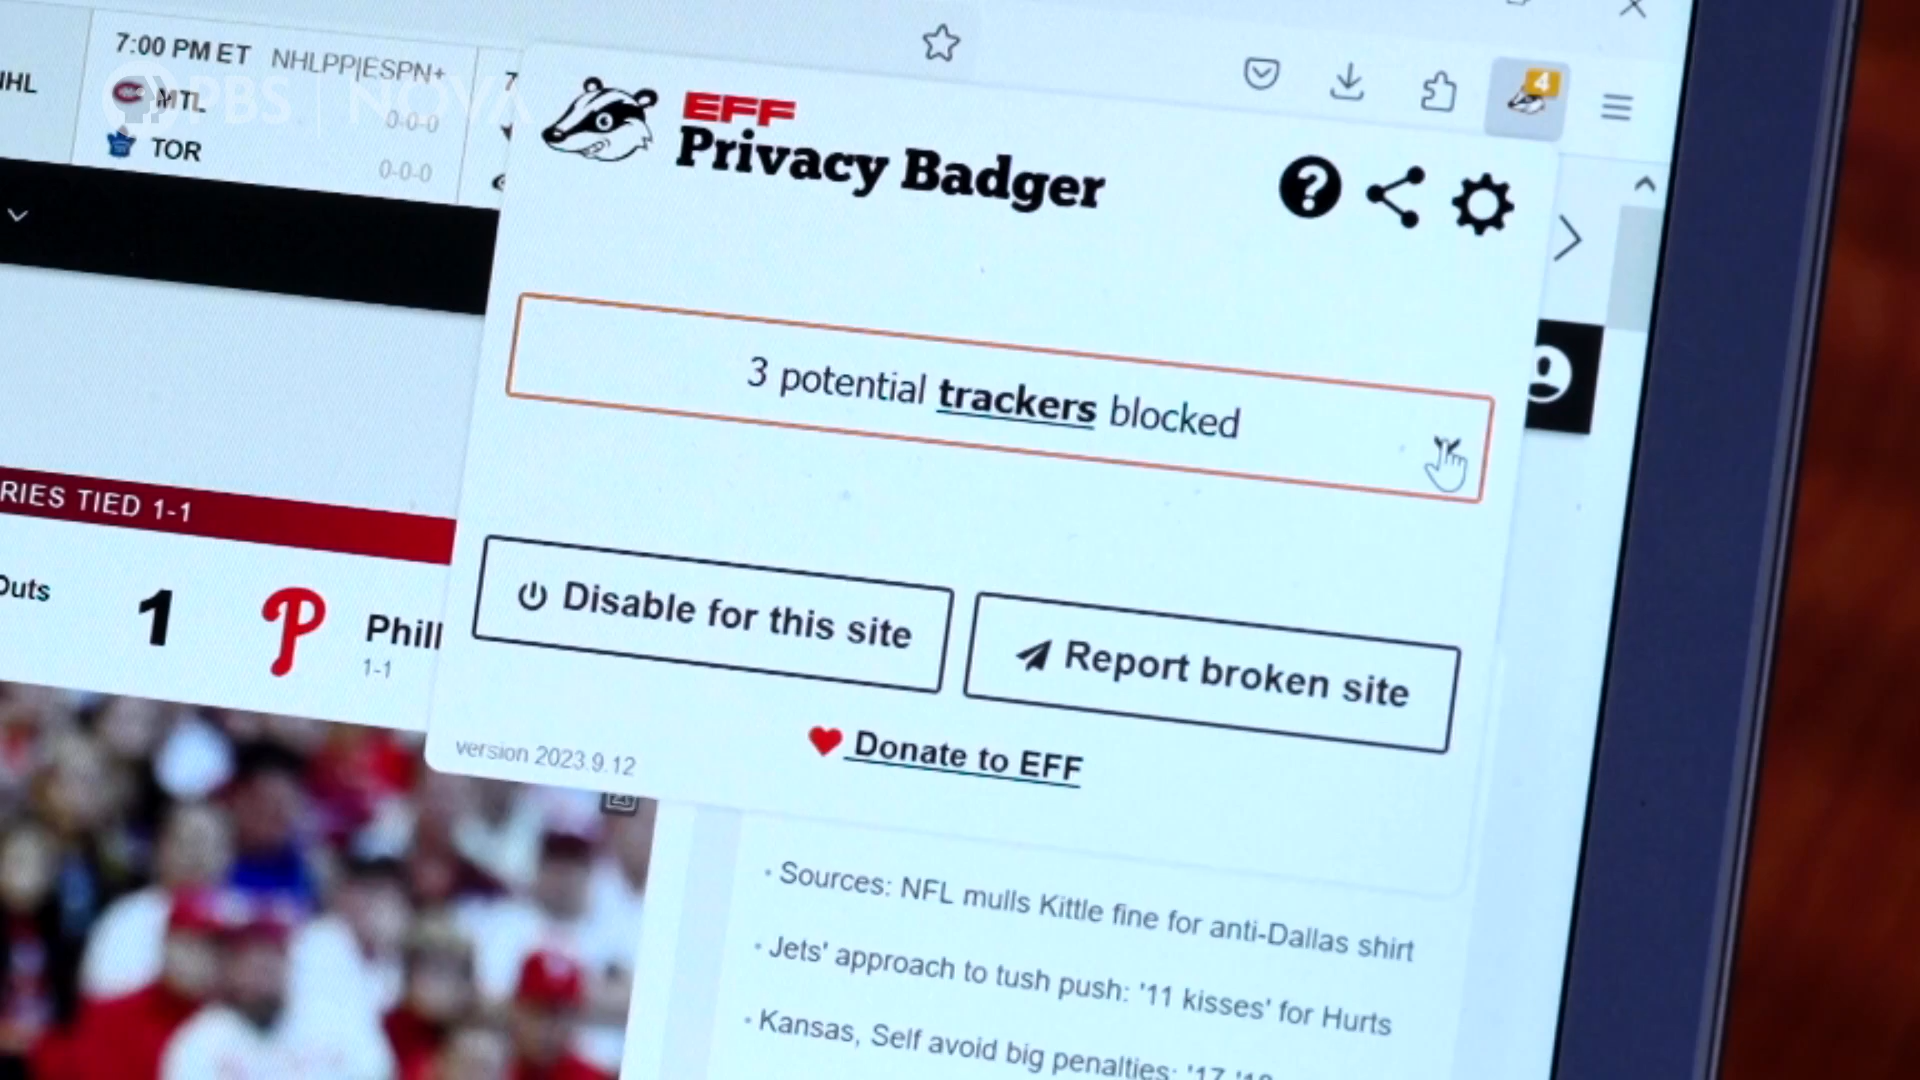 7:00 PM ET NHLPP|ESPN+
MTL 0-0-0
TOR 0-0-0
PBS | NOVA
4
EFF
Privacy Badger
3 potential trackers blocked
Disable for this site
Report broken site
Donate to EFF
version 2023.9.12
TIED 1-1
1
P
1-1
• Sources: NFL mulls Kittle fine for anti-Dallas shirt
• Jets' approach to tush push: '11 kisses' for Hurts
• Kansas, Self avoid big penalties; '17